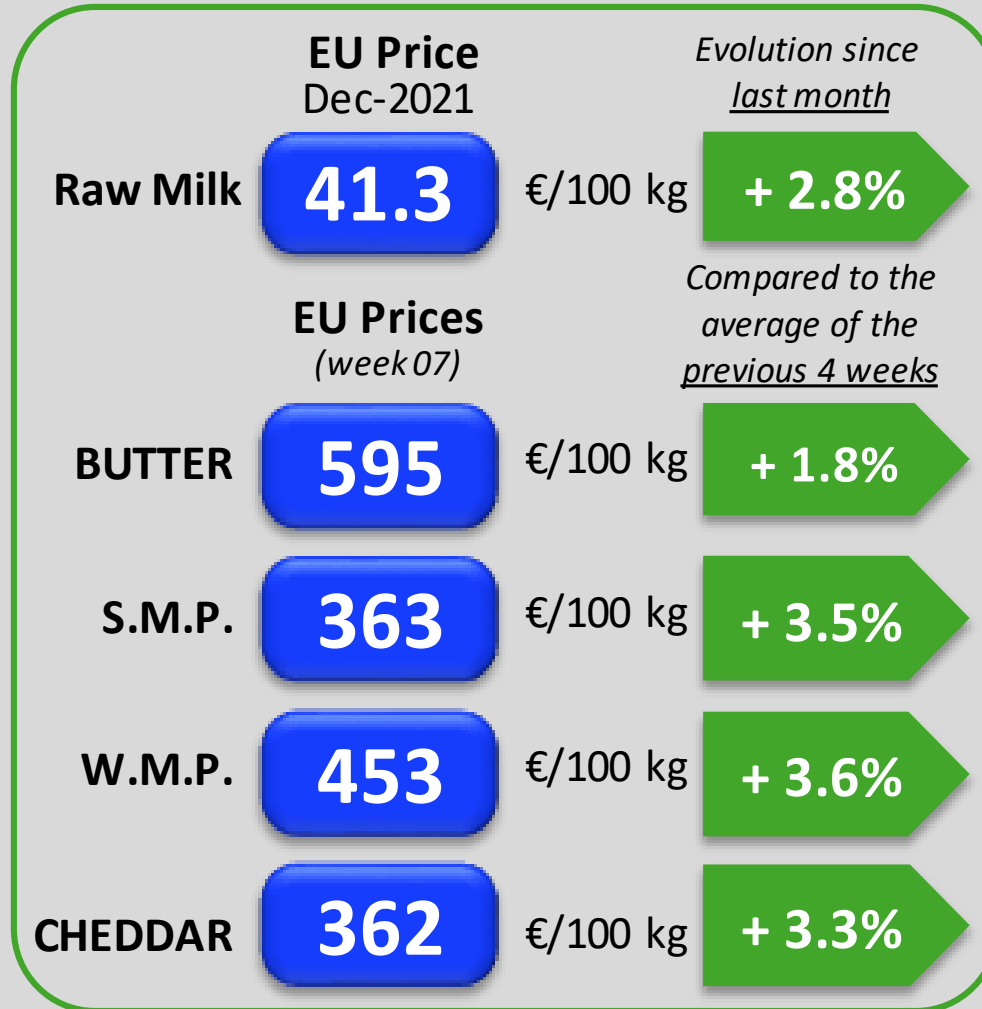 EU Price
Dec-2021
Evolution since
last month
Raw Milk 41.3 €/100 kg + 2.8%
EU Prices
(week 07)
Compared to the
average of the
previous 4 weeks
BUTTER 595 €/100 kg + 1.8%
S.M.P. 363 €/100 kg + 3.5%
W.M.P. 453 €/100 kg + 3.6%
CHEDDAR 362 €/100 kg + 3.3%